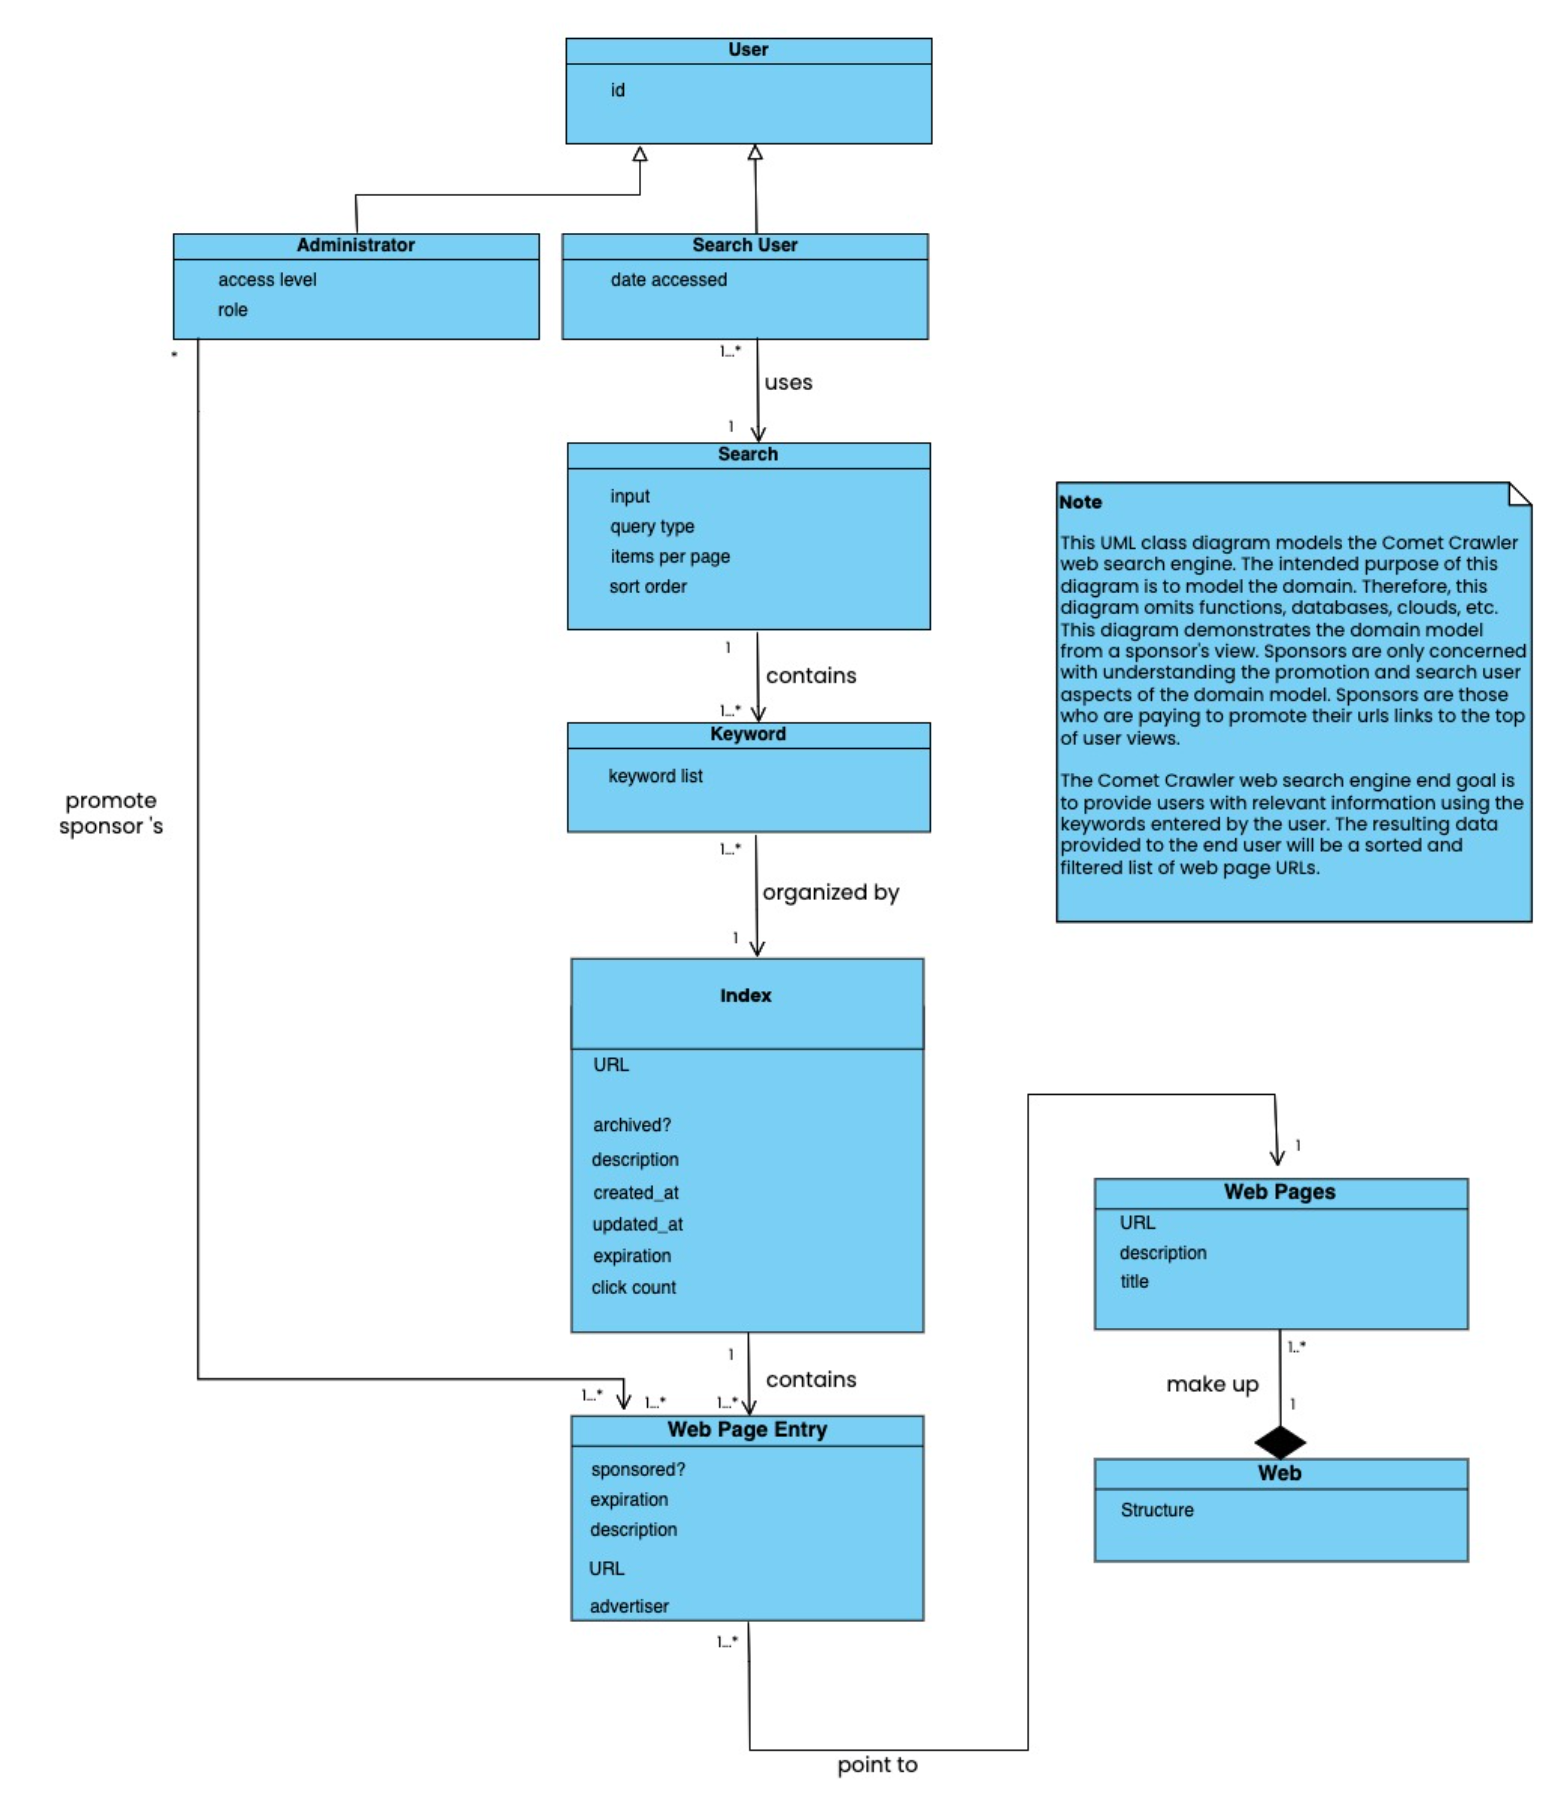 User
id
Administrator
access level
role
*
Search User
date accessed
1...*
uses
1
Search
input
query type
items per page
sort order
1
contains
1...*
Keyword
keyword list
1...*
organized by
1
promote
sponsor 's
Note
This UML class diagram models the Comet Crawler
web search engine. The intended purpose of this
diagram is to model the domain. Therefore, this
diagram omits functions, databases, clouds, etc.
This diagram demonstrates the domain model
from a sponsor's view. Sponsors are only concerned
with understanding the promotion and search user
aspects of the domain model. Sponsors are those
who are paying to promote their urls links to the top
of user views.
The Comet Crawler web search engine end goal is
to provide users with relevant information using the
keywords entered by the user. The resulting data
provided to the end user will be a sorted and
filtered list of web page URLs.
Index
URL
archived?
description
created_at
updated_at
expiration
click count
1
contains
1...*
1...*
1...*
Web Page Entry
sponsored?
expiration
description
URL
advertiser
1...*
point to
1
Web Pages
URL
description
title
1..*
make up
1
Web
Structure